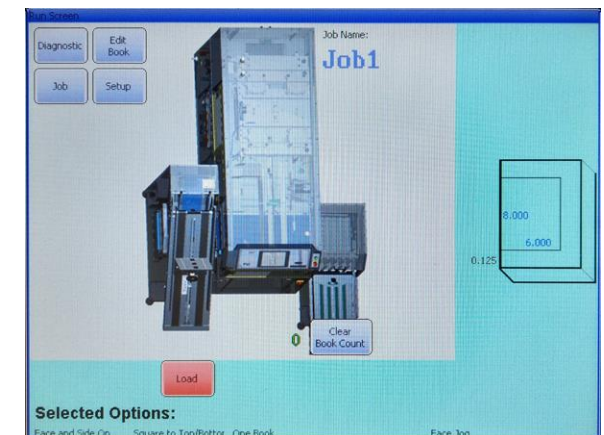 Run Screen
Diagnostic
Edit
Book
Job
Setup
Job Name:
Job1
8.000
6.000
0.125
0
Clear
Book Count
Load
Selected Options:
Face and Side On
Square to Top/Bottor
One Book
Face Jog